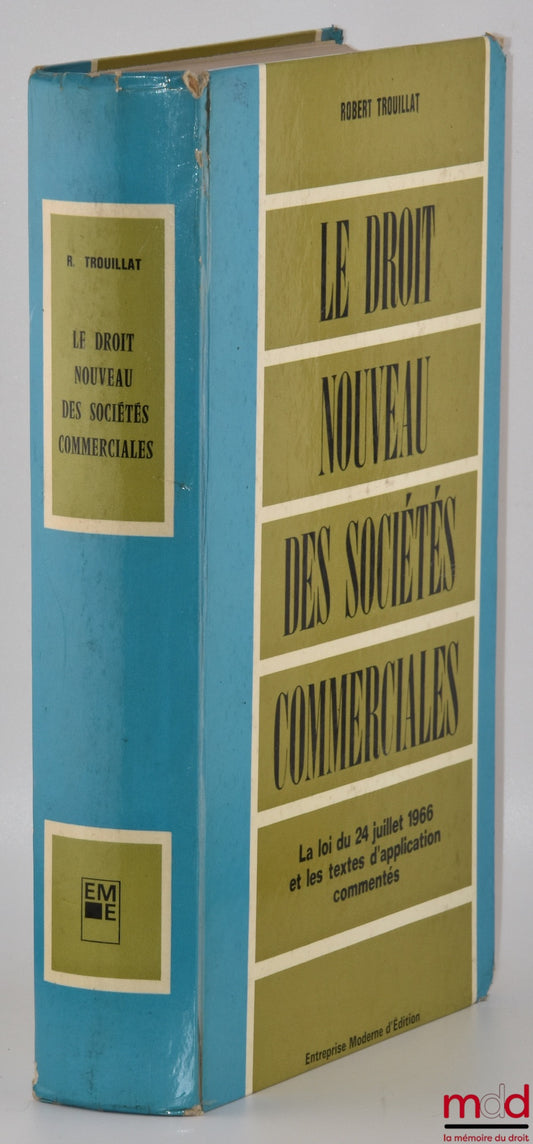 R. TROUILLAT
LE DROIT
NOUVEAU
DES SOCIÉTÉS
COMMERCIALES
EM
E
ROBERT TROUILLAT
LE DROIT
NOUVEAU
DES SOCIÉTÉS
COMMERCIALES
La loi du 24 juillet 1966
et les textes d'application
commentés
Entreprise Moderne d'Édition
mdd
la mémoire du droit